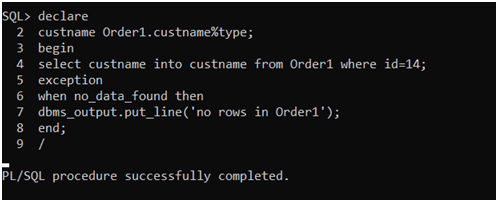 SQL> declare
2 custname Order1.custname%type;
3 begin
4 select custname into custname from Order1 where id=14;
5 exception
6 when no_data_found then
7 dbms_output.put_line('no rows in Order1');
8 end;
9 /
PL/SQL procedure successfully completed.